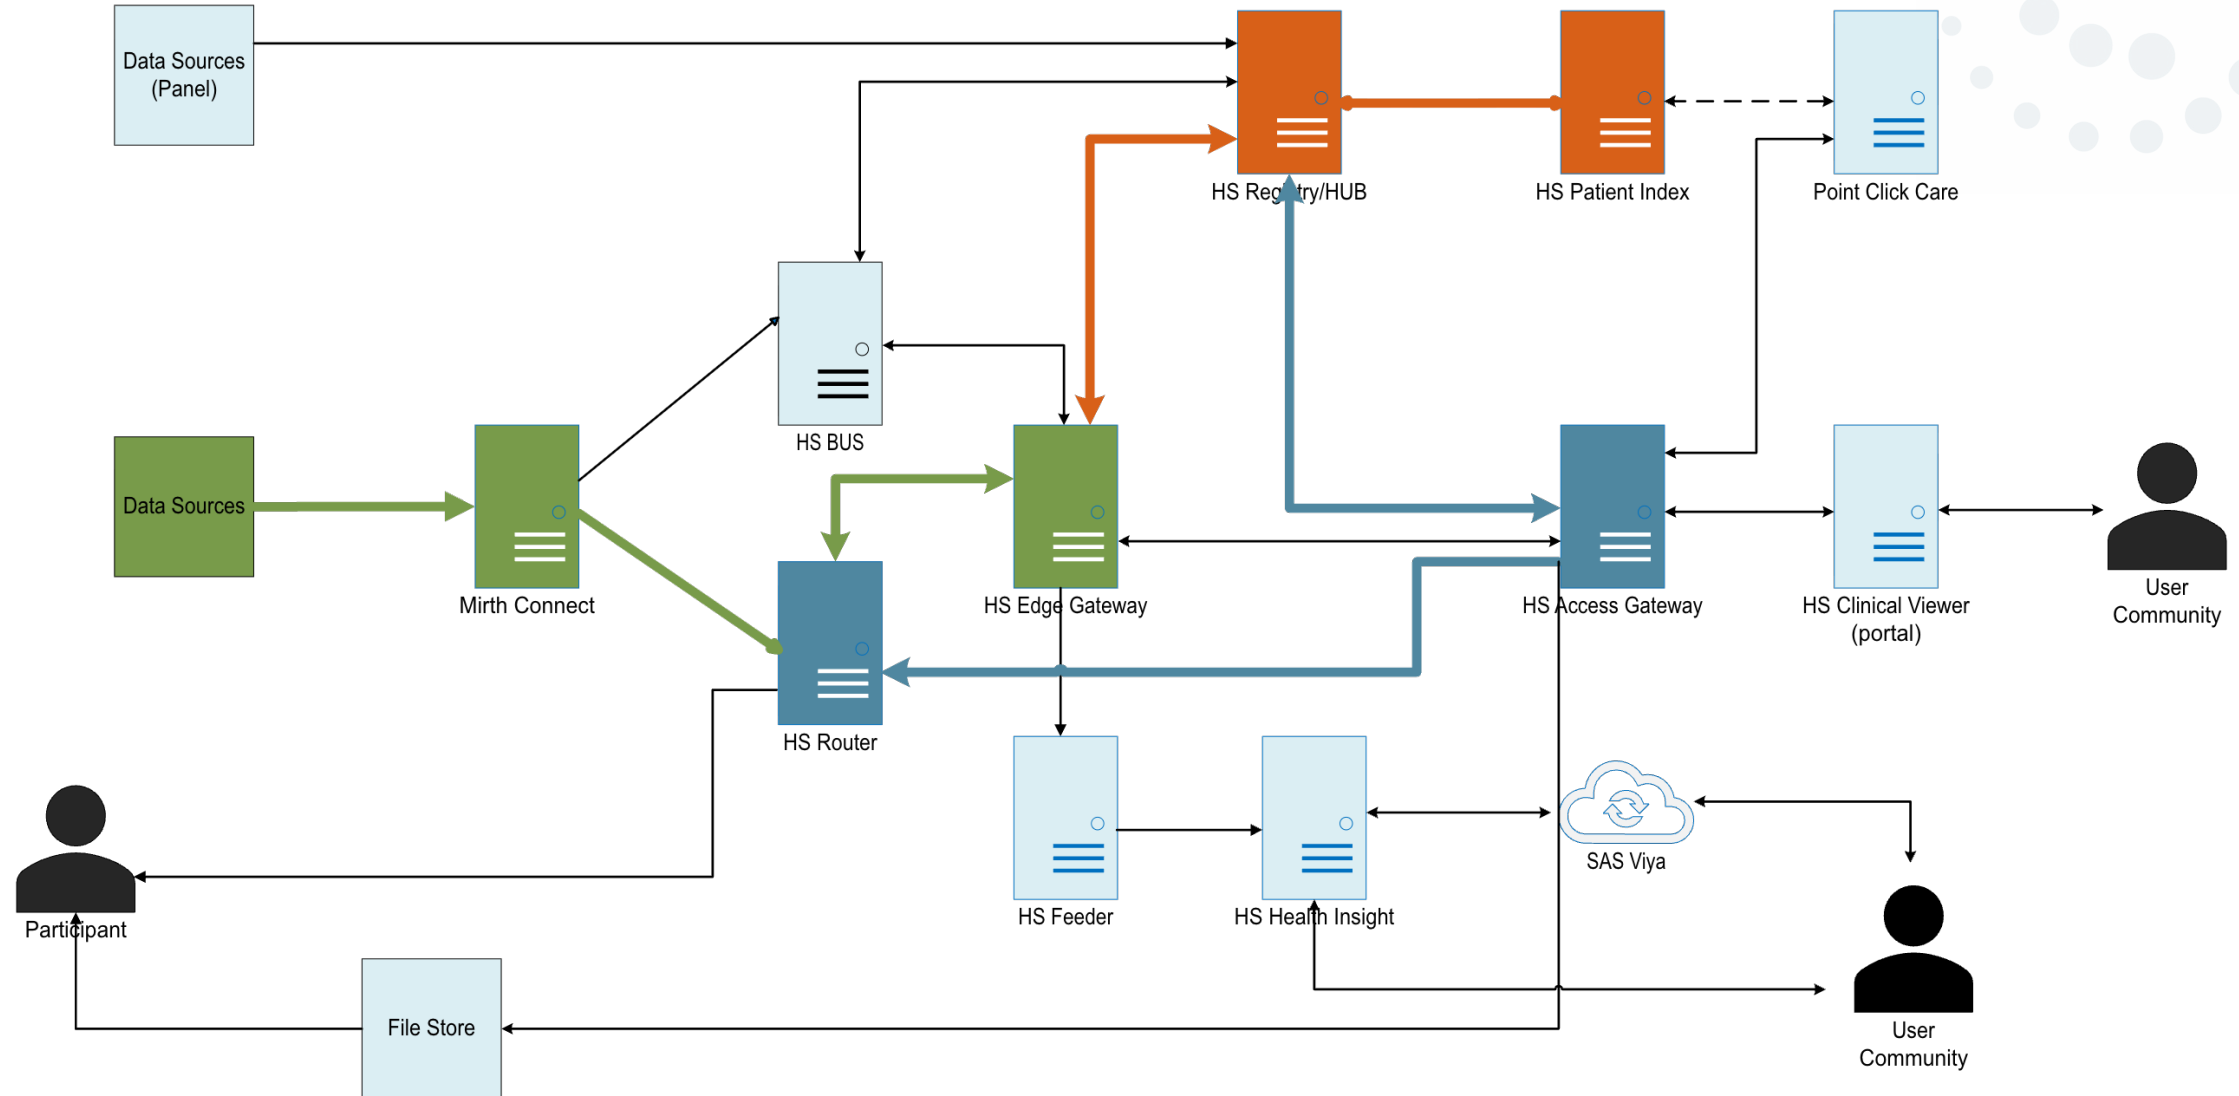 Data Sources
(Panel)
HS Registry/HUB
HS Patient Index
Point Click Care
HS BUS
Data Sources
Mirth Connect
HS Edge Gateway
HS Access Gateway
HS Clinical Viewer
(portal)
User
Community
HS Router
SAS Viya
HS Feeder
HS Health Insight
Participant
File Store
User
Community